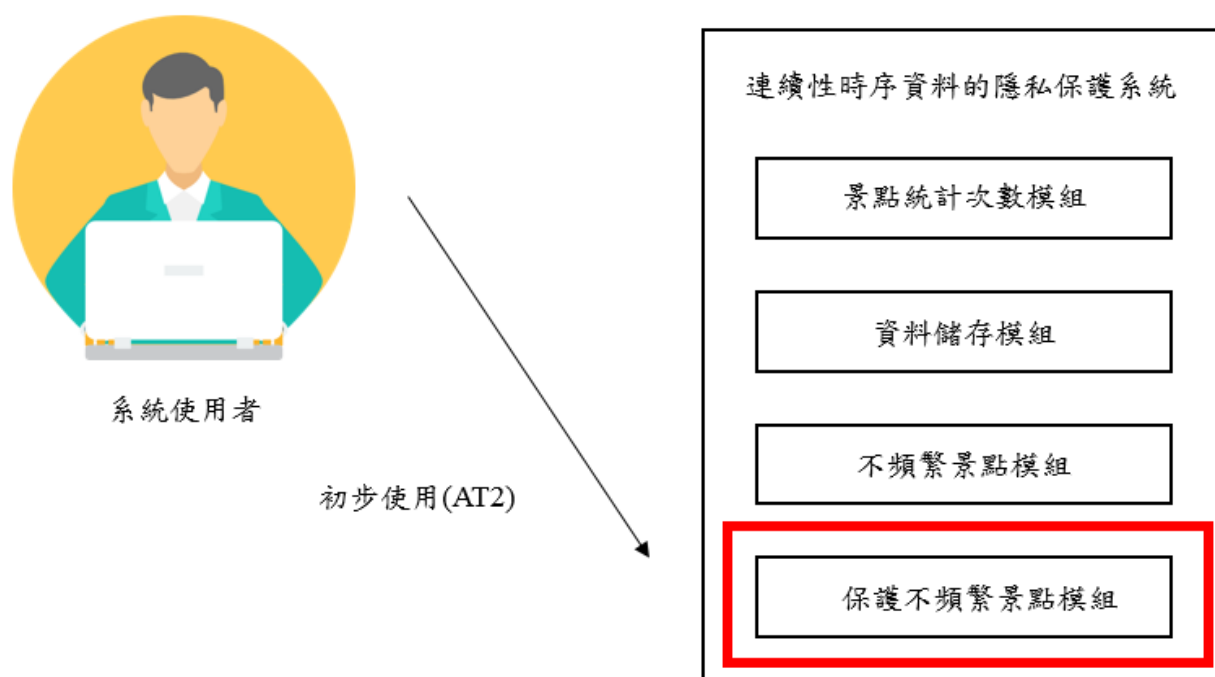 連續性時序資料的隱私保護系統
景點統計次數模組
資料儲存模組
系統使用者
不頻繁景點模組
初步使用(AT2)
保護不頻繁景點模組